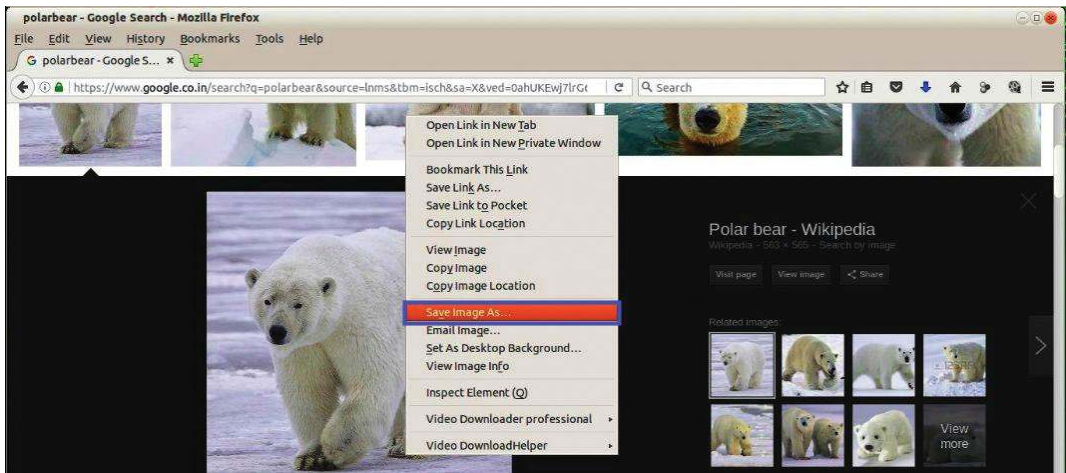 polarbear - Google Search - Mozilla Firefox
File Edit View History Bookmarks Tools Help
G polarbear - Google S... ×
https://www.google.co.in/search?q=polarbear&source=lnms&tbm=isch&sa=X&ved=0ahUKEwj7lrG
Search
Open Link in New Tab
Open Link in New Private Window
Bookmark This Link
Save Link As...
Save Link to Pocket
Copy Link Location
View Image
Copy Image
Copy Image Location
Save Image As...
Email Image...
Set As Desktop Background...
View Image Info
Inspect Element (Q)
Video Downloader professional
Video DownloadHelper
Polar bear - Wikipedia
Wikipedia - 563 × 565 - Search by image
Visit page View image Share
Related images:
View
more